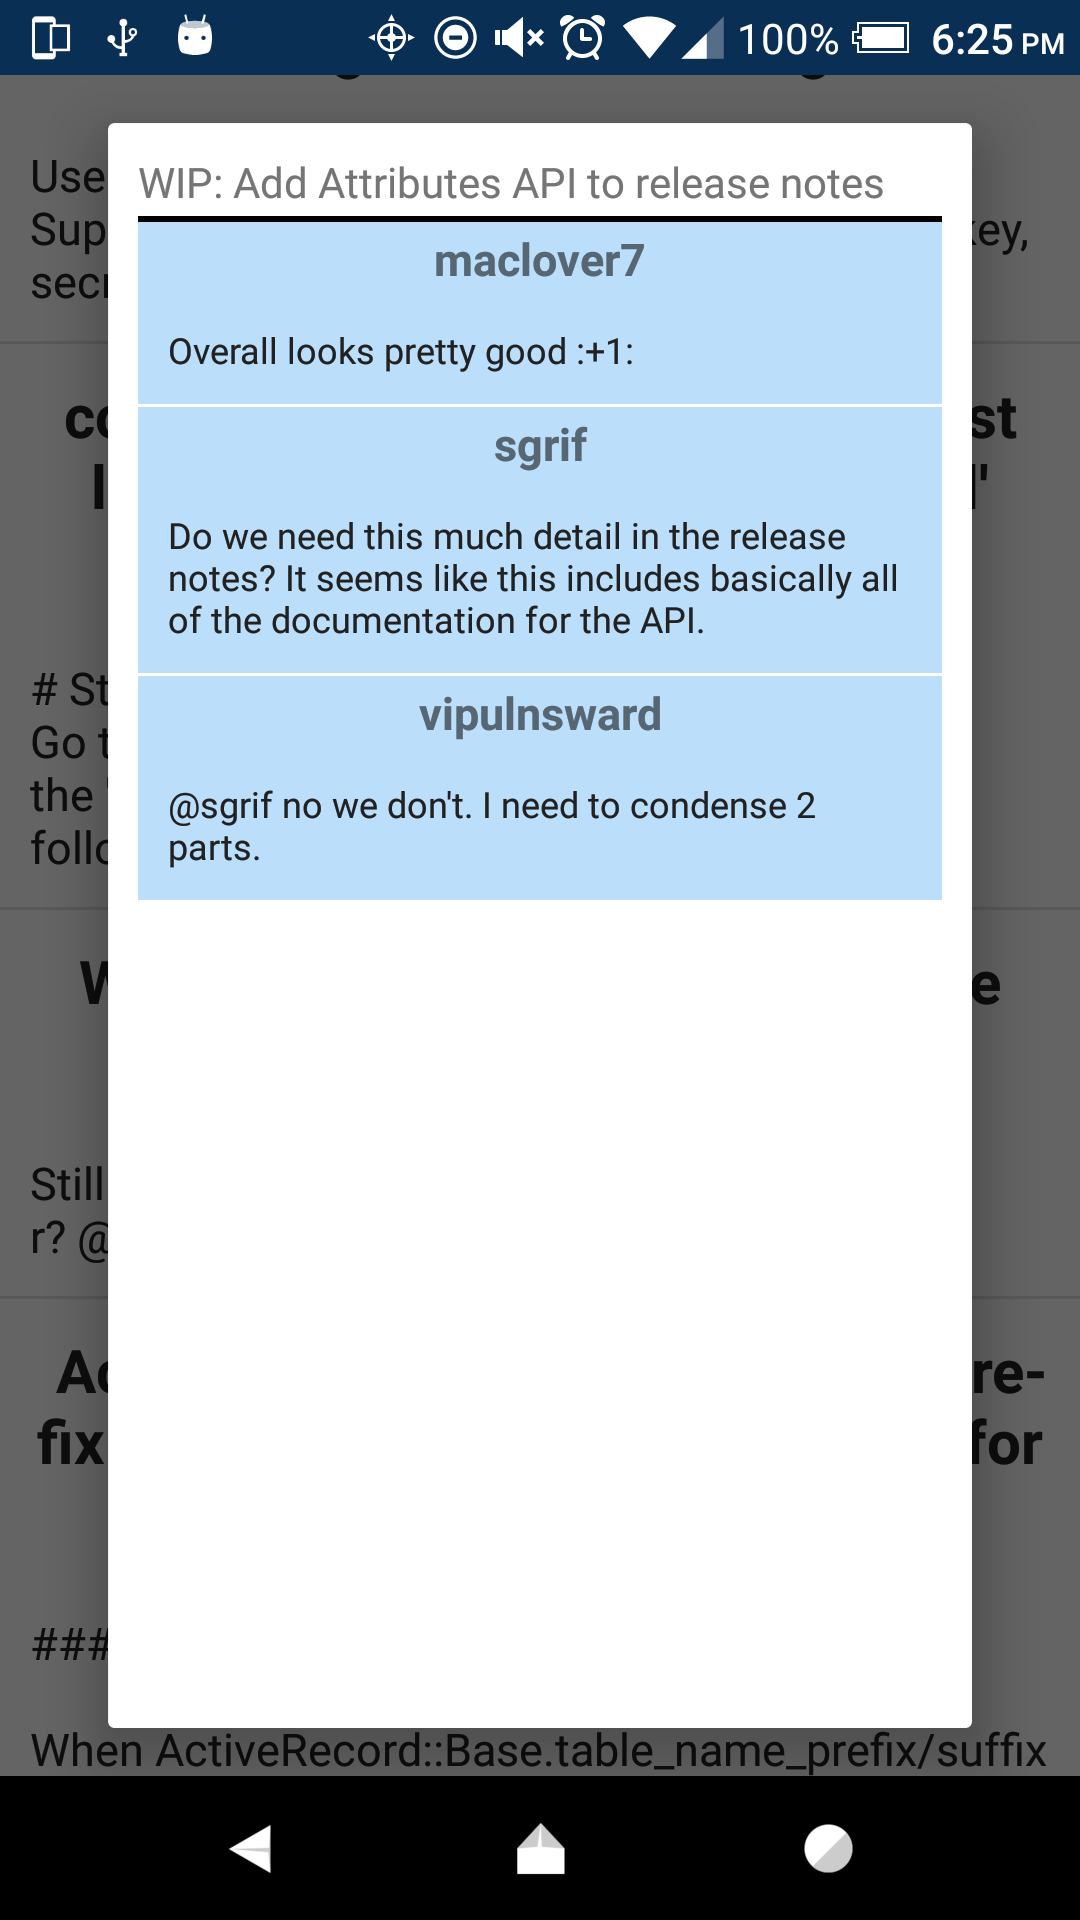 100% 6:25 PM
WIP: Add Attributes API to release notes
maclover7
Overall looks pretty good :+1:
sgrif
Do we need this much detail in the release
notes? It seems like this includes basically all
of the documentation for the API.
vipulnsward
@sgrif no we don't. I need to condense 2
parts.
Use
Sup
key,
secr
co
st
l
l'
# St
Go t
the '
follo
W
e
Still
r? @
Ac
re-
fix
for
###
When ActiveRecord::Base.table_name_prefix/suffix